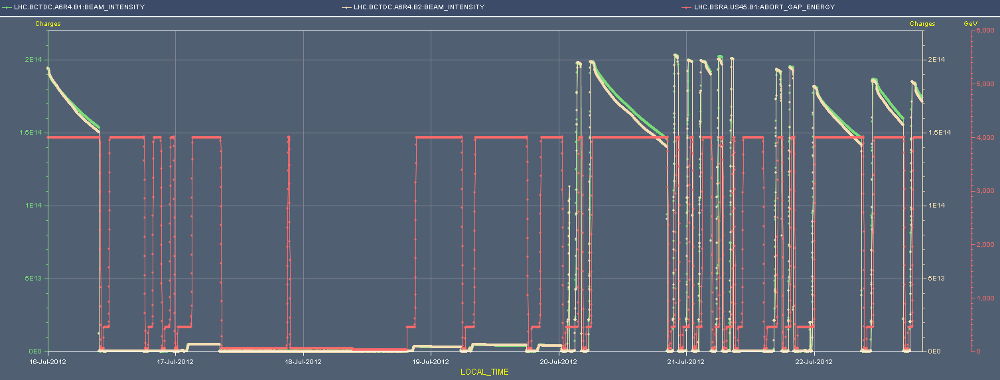 LHC.BCTDC.A6R4.B1:BEAM_INTENSITY LHC.BCTDC.A6R4.B2:BEAM_INTENSITY LHC.BSRA.US45.B1:ABORT_GAP_ENERGY
Charges Charges GeV
6,000
2E14 2E14
5,000
1.5E14 1.5E14 4,000
1E14 1E14 3,000
2,000
5E13 5E13
1,000
0E0 0E0 0
16-Jul-2012 17-Jul-2012 18-Jul-2012 19-Jul-2012 20-Jul-2012 21-Jul-2012 22-Jul-2012
LOCAL_TIME